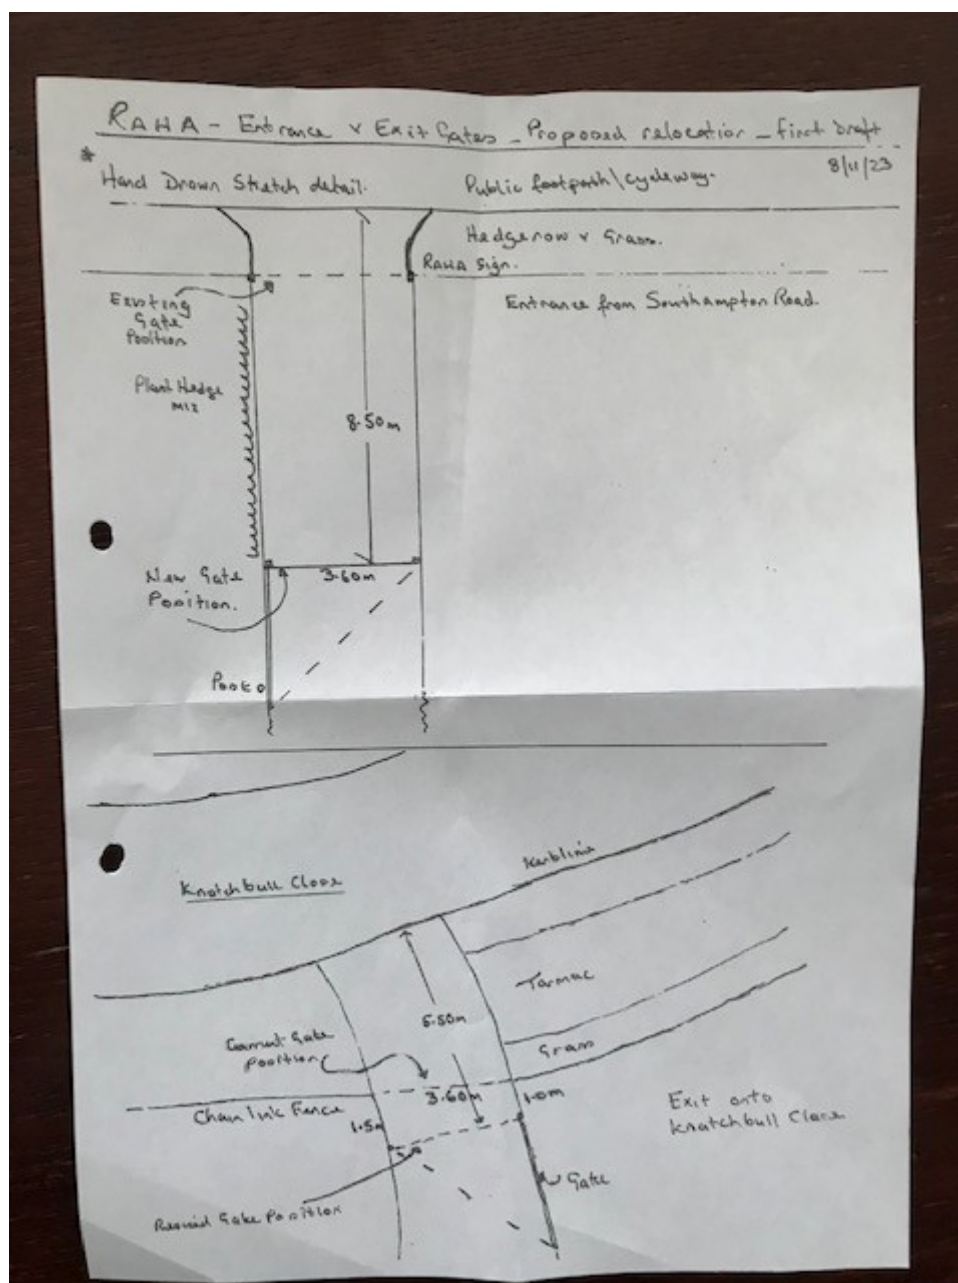 RAHA - Entrance & Exit Gates - Proposed relocation - first Draft
8/11/23
* Hand Drawn Stretch detail.
Public footpath\cycleway.
Hedgerow & Grass.
RAHA Sign.
Existing
Gate
Position
Entrance from Southampton Road.
Plant Hedge
Mix
8.50m
New Gate
Position.
3.60m
Post
Knatchbull Close
Kerbline
Tarmac
5.50m
Grass
Current Gate
position
3.60m
1.0m
Chain link Fence
1.5m
Exit onto
Knatchbull Close
Gate
Revised Gate Position